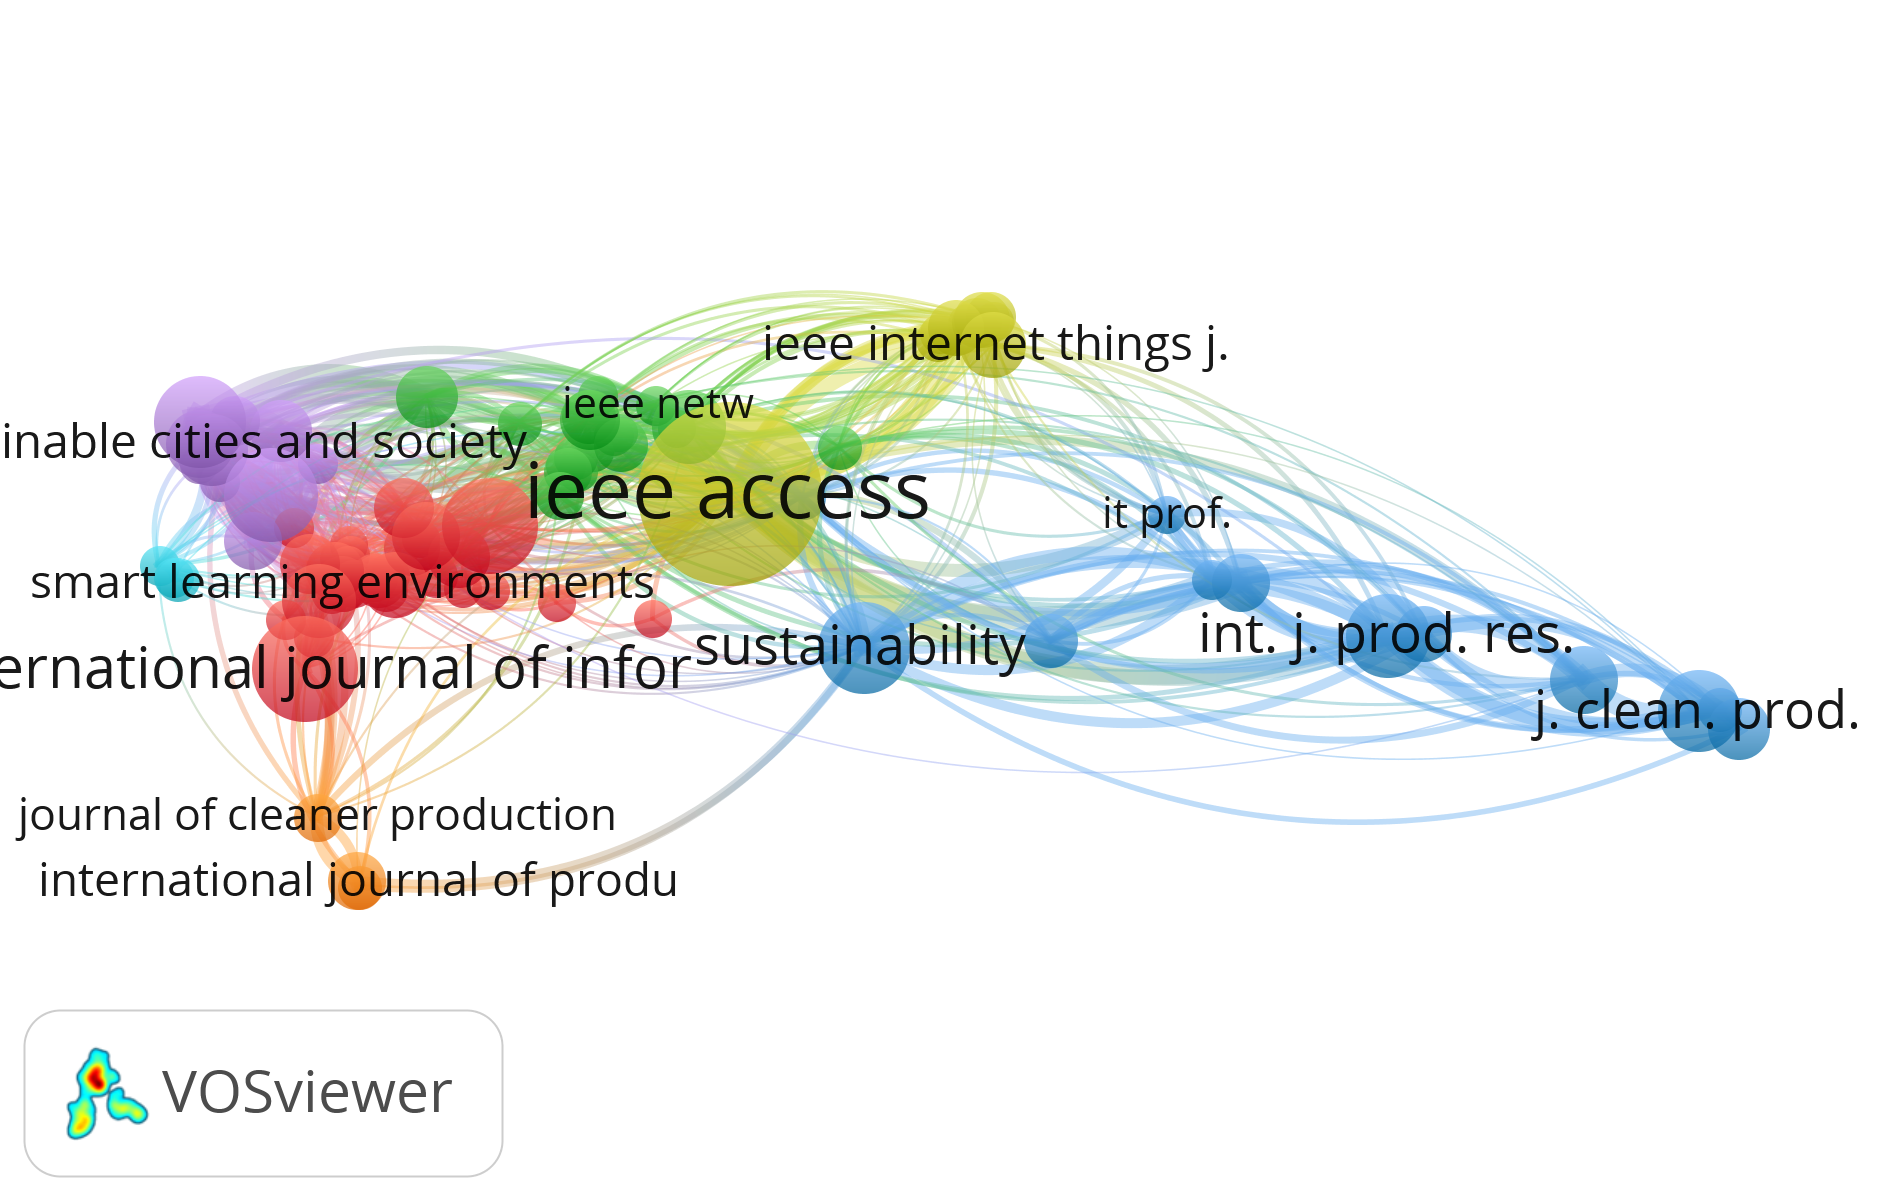 ieee internet things j.
ieee netw
inable cities and society
ieee access
it prof.
smart learning environments
int. j. prod. res.
sustainability
ernational journal of infor
j. clean. prod.
journal of cleaner production
international journal of produ
VOSviewer